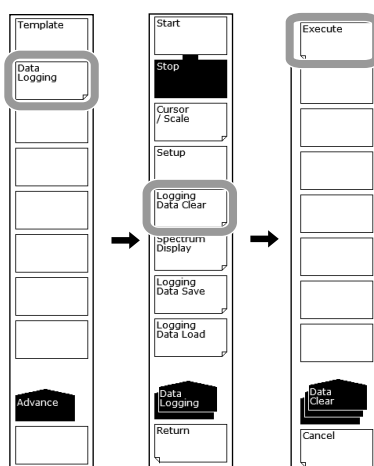 Template
Data
Logging
Advance
Start
Stop
Cursor
/ Scale
Setup
Logging
Data Clear
Spectrum
Display
Logging
Data Save
Logging
Data Load
Data
Logging
Return
Execute
Data
Clear
Cancel